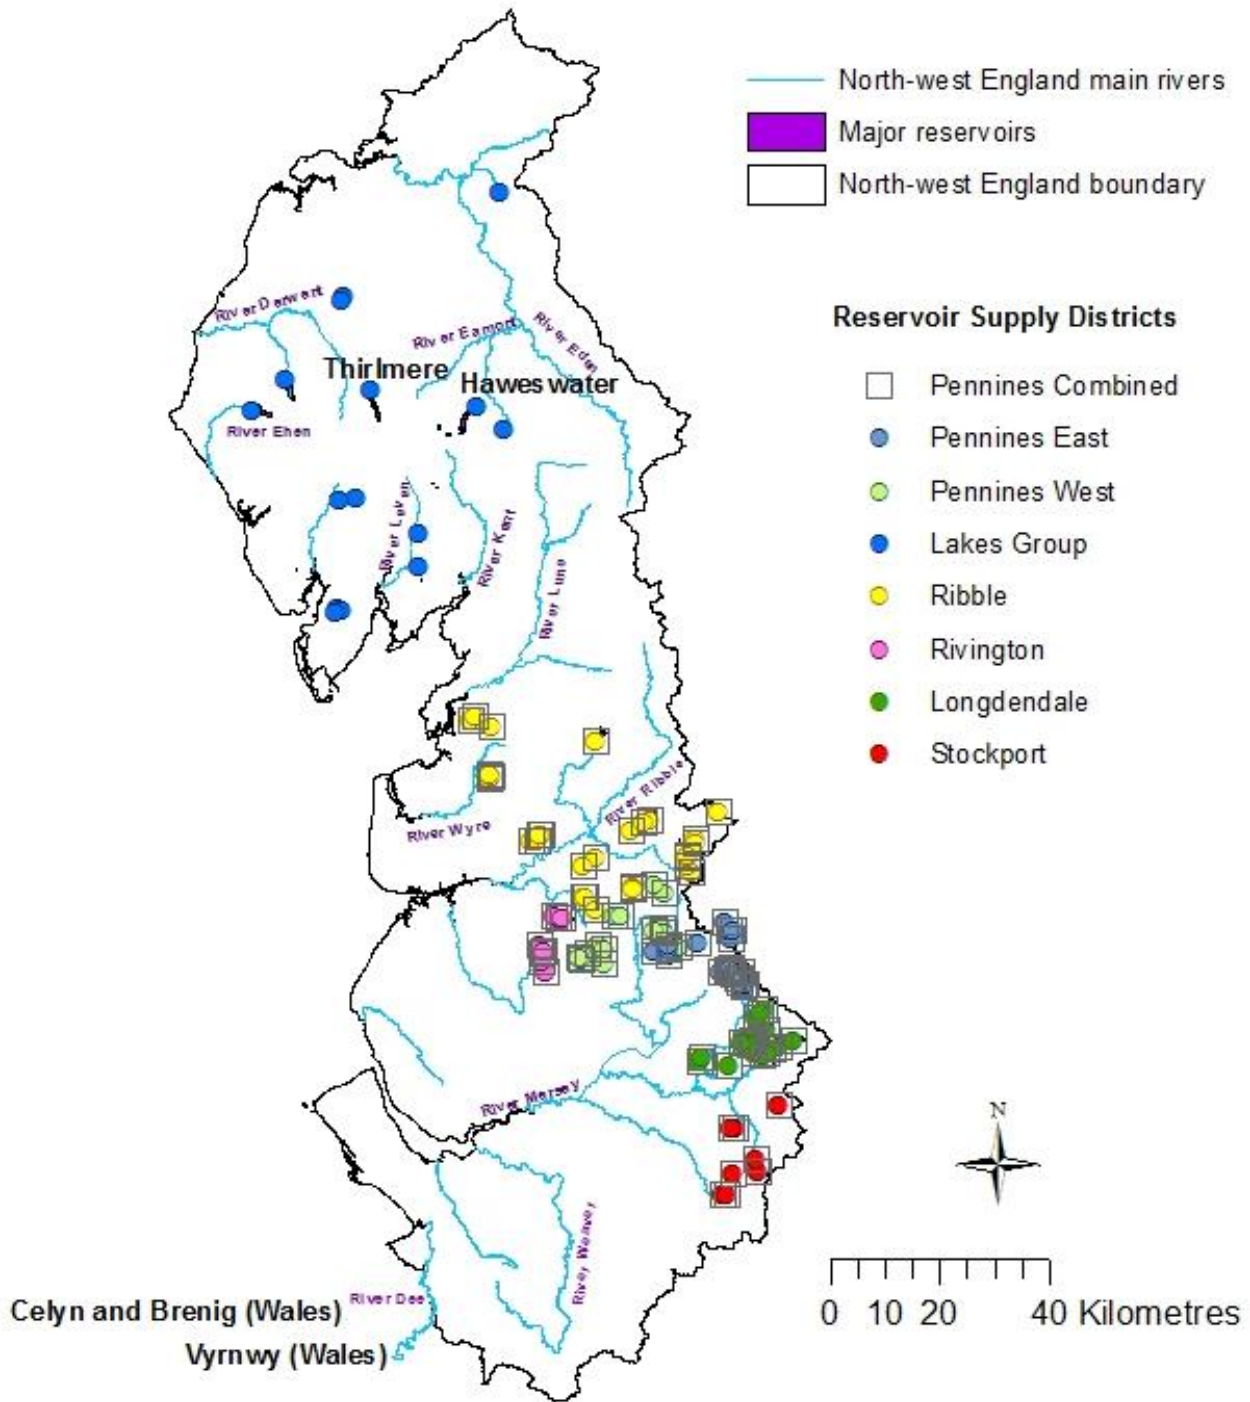 North-west England main rivers
Major reservoirs
North-west England boundary
Reservoir Supply Districts
Pennines Combined
Pennines East
Pennines West
Lakes Group
Ribble
Rivington
Longdendale
Stockport
River Derwent
River Eamont
River Eden
Thirlmere
Haweswater
River Ehen
River Leven
River Kent
River Lune
River Ribble
River Wyre
River Mersey
N
River Weaver
River Dee
Celyn and Brenig (Wales)
Vyrnwy (Wales)
0 10 20 40 Kilometres